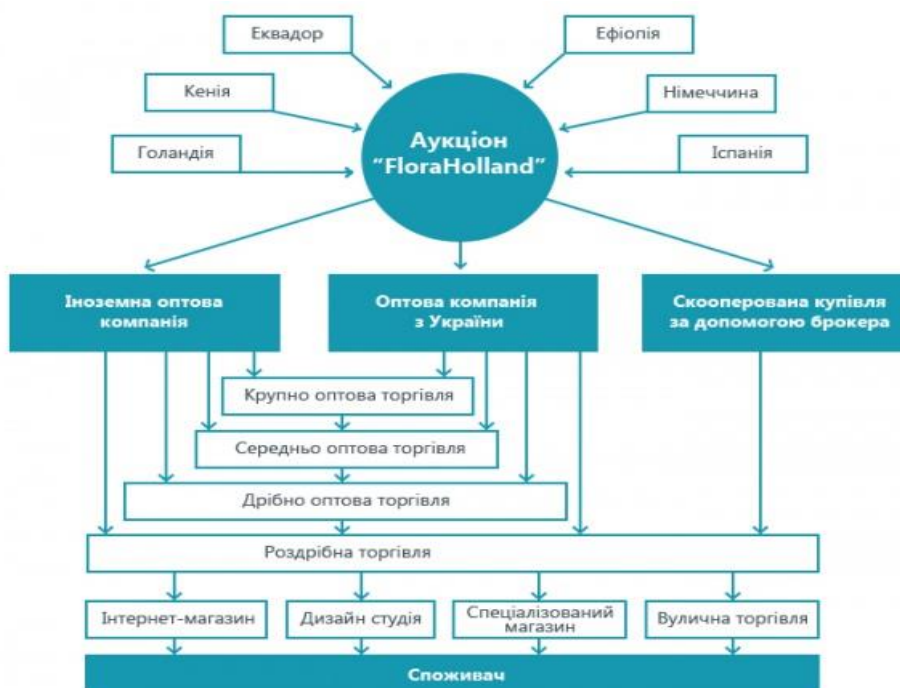 Еквадор
Ефіопія
Кенія
Німеччина
Голандія
Іспанія
Аукціон
“FloraHolland”
Іноземна оптова
компанія
Оптова компанія
з України
Скооперована купівля
за допомогою брокера
Крупно оптова торгівля
Середньо оптова торгівля
Дрібно оптова торгівля
Роздрібна торгівля
Інтернет-магазин
Дизайн студія
Спеціалізований
магазин
Вулична торгівля
Споживач